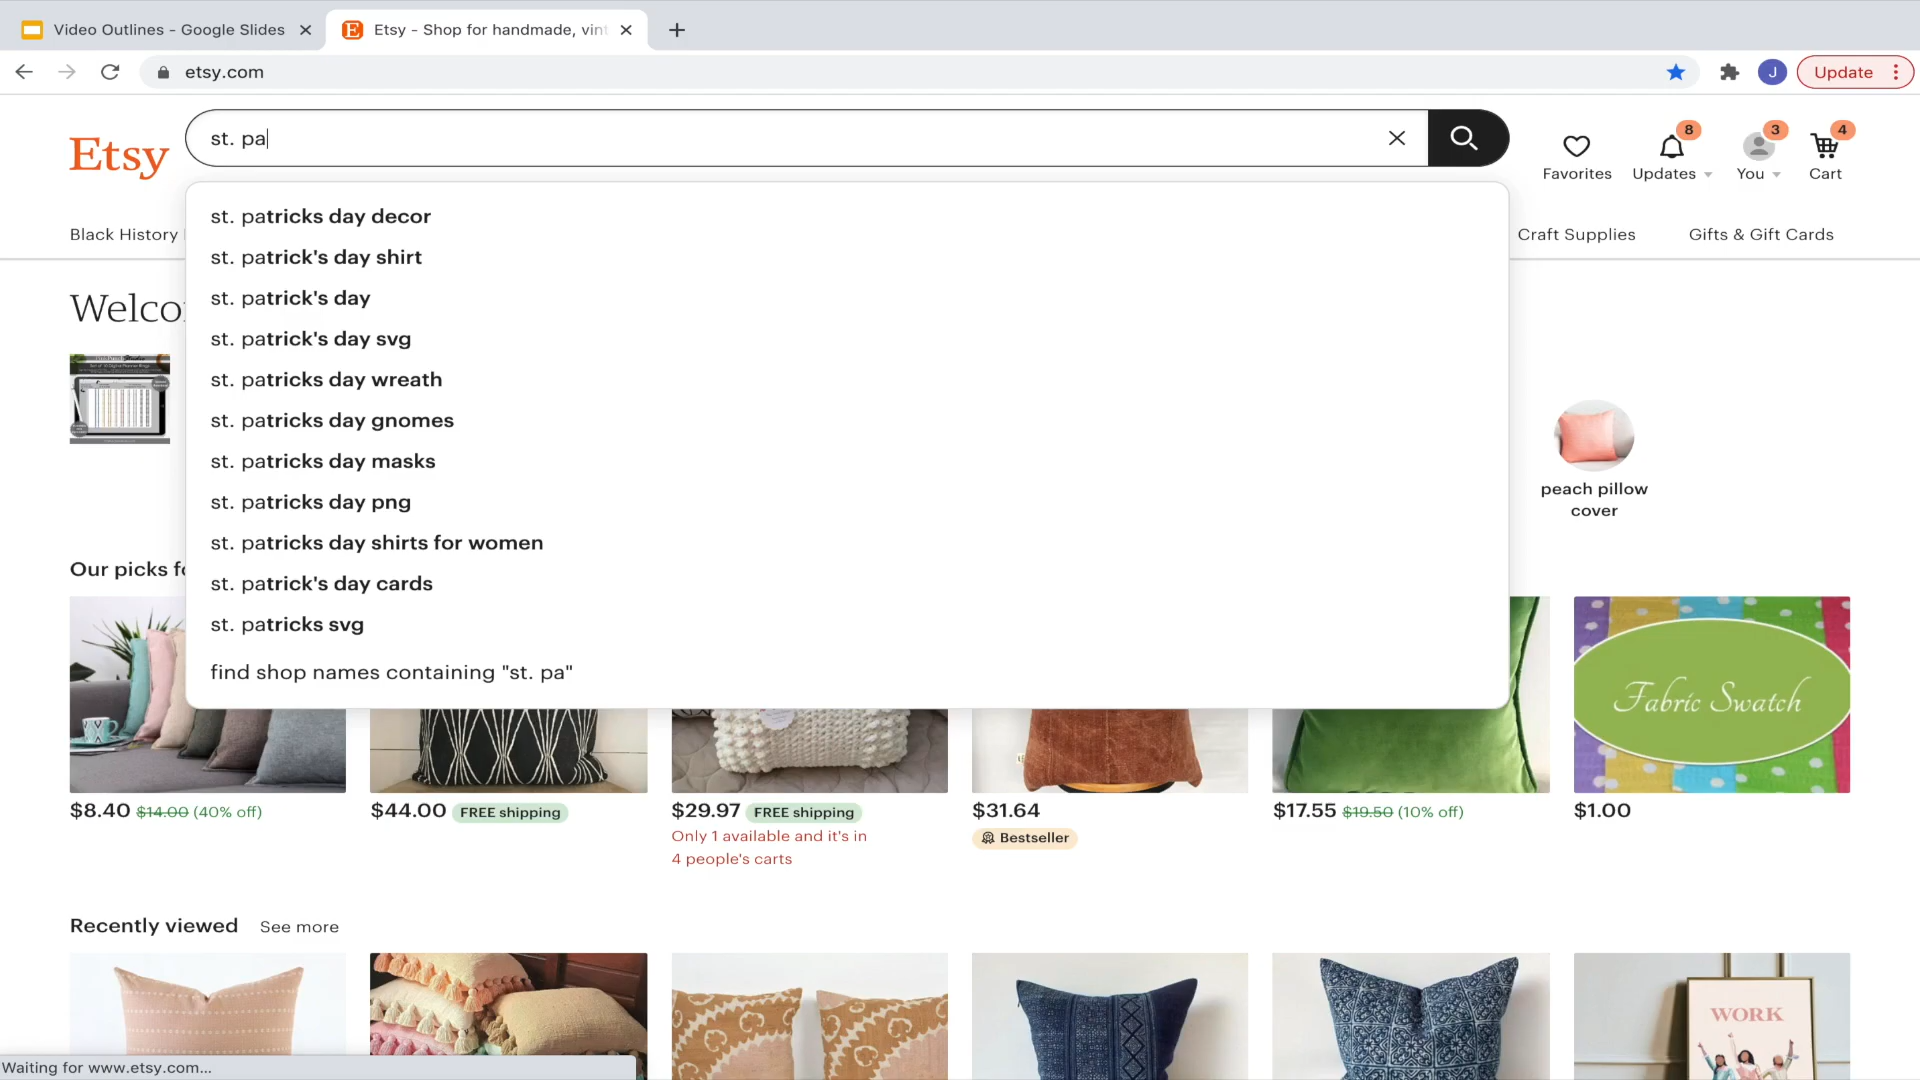 Video Outlines - Google Slides
Etsy - Shop for handmade, vint
etsy.com
J
Update
Etsy
st. pa
8
3
4
Favorites
Updates
You
Cart
Black History
Craft Supplies
Gifts & Gift Cards
st. patricks day decor
st. patrick's day shirt
st. patrick's day
st. patrick's day svg
st. patricks day wreath
st. patricks day gnomes
st. patricks day masks
st. patricks day png
st. patricks day shirts for women
st. patrick's day cards
st. patricks svg
find shop names containing "st. pa"
Welco
peach pillow
cover
Our picks fo
Fabric Swatch
$8.40 $14.00 (40% off)
$44.00 FREE shipping
$29.97 FREE shipping
Only 1 available and it's in
4 people's carts
$31.64
Bestseller
$17.55 $19.50 (10% off)
$1.00
Recently viewed See more
WORK
Waiting for www.etsy.com...